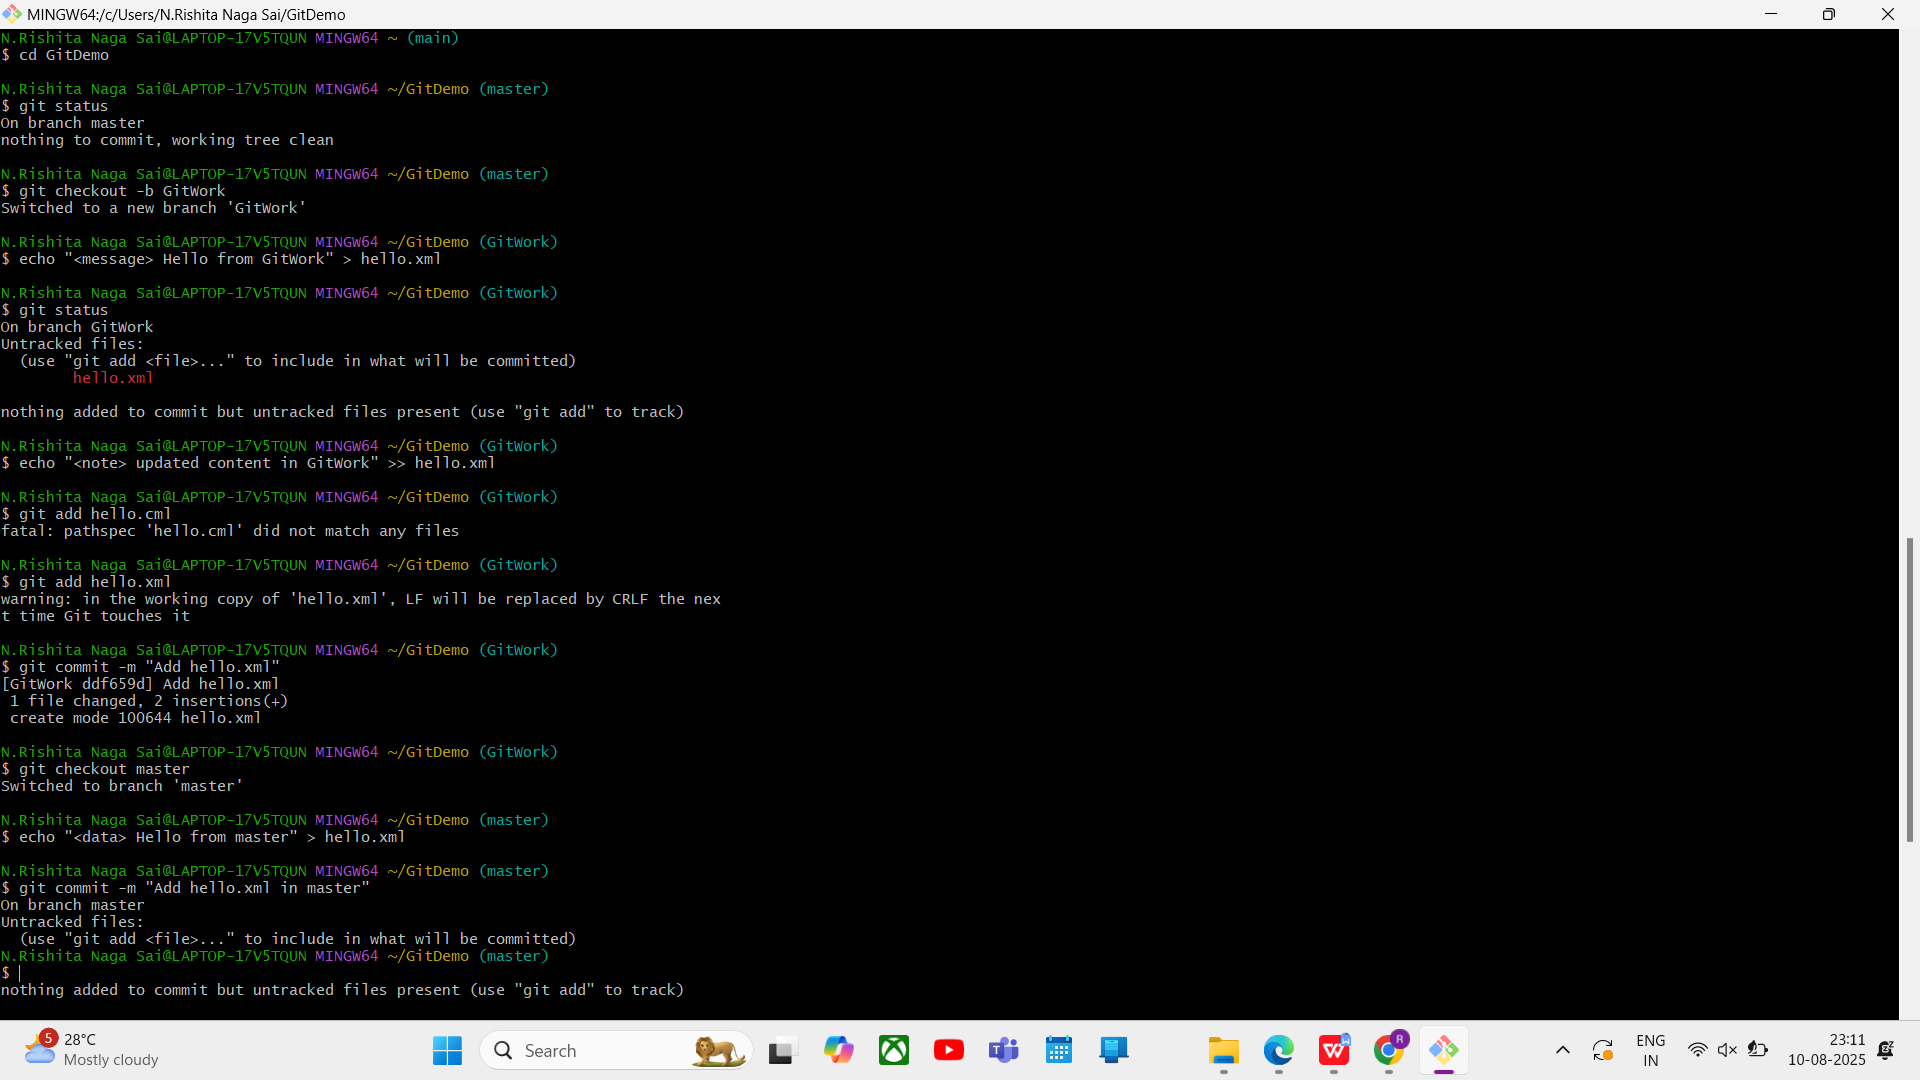 MINGW64:/c/Users/N.Rishita Naga Sai/GitDemo
N.Rishita Naga Sai@LAPTOP-17V5TQUN MINGW64 ~ (main)
$ cd GitDemo
N.Rishita Naga Sai@LAPTOP-17V5TQUN MINGW64 ~/GitDemo (master)
$ git status
On branch master
nothing to commit, working tree clean
N.Rishita Naga Sai@LAPTOP-17V5TQUN MINGW64 ~/GitDemo (master)
$ git checkout -b GitWork
Switched to a new branch 'GitWork'
N.Rishita Naga Sai@LAPTOP-17V5TQUN MINGW64 ~/GitDemo (GitWork)
$ echo "<message> Hello from GitWork" > hello.xml
N.Rishita Naga Sai@LAPTOP-17V5TQUN MINGW64 ~/GitDemo (GitWork)
$ git status
On branch GitWork
Untracked files:
  (use "git add <file>..." to include in what will be committed)
        hello.xml
nothing added to commit but untracked files present (use "git add" to track)
N.Rishita Naga Sai@LAPTOP-17V5TQUN MINGW64 ~/GitDemo (GitWork)
$ echo "<note> updated content in GitWork" >> hello.xml
N.Rishita Naga Sai@LAPTOP-17V5TQUN MINGW64 ~/GitDemo (GitWork)
$ git add hello.cml
fatal: pathspec 'hello.cml' did not match any files
N.Rishita Naga Sai@LAPTOP-17V5TQUN MINGW64 ~/GitDemo (GitWork)
$ git add hello.xml
warning: in the working copy of 'hello.xml', LF will be replaced by CRLF the nex
t time Git touches it
N.Rishita Naga Sai@LAPTOP-17V5TQUN MINGW64 ~/GitDemo (GitWork)
$ git commit -m "Add hello.xml"
[GitWork ddf659d] Add hello.xml
 1 file changed, 2 insertions(+)
 create mode 100644 hello.xml
N.Rishita Naga Sai@LAPTOP-17V5TQUN MINGW64 ~/GitDemo (GitWork)
$ git checkout master
Switched to branch 'master'
N.Rishita Naga Sai@LAPTOP-17V5TQUN MINGW64 ~/GitDemo (master)
$ echo "<data> Hello from master" > hello.xml
N.Rishita Naga Sai@LAPTOP-17V5TQUN MINGW64 ~/GitDemo (master)
$ git commit -m "Add hello.xml in master"
On branch master
Untracked files:
  (use "git add <file>..." to include in what will be committed)
N.Rishita Naga Sai@LAPTOP-17V5TQUN MINGW64 ~/GitDemo (master)
$
nothing added to commit but untracked files present (use "git add" to track)
5
28°C
Mostly cloudy
Search
R
ENG
IN
23:11
10-08-2025